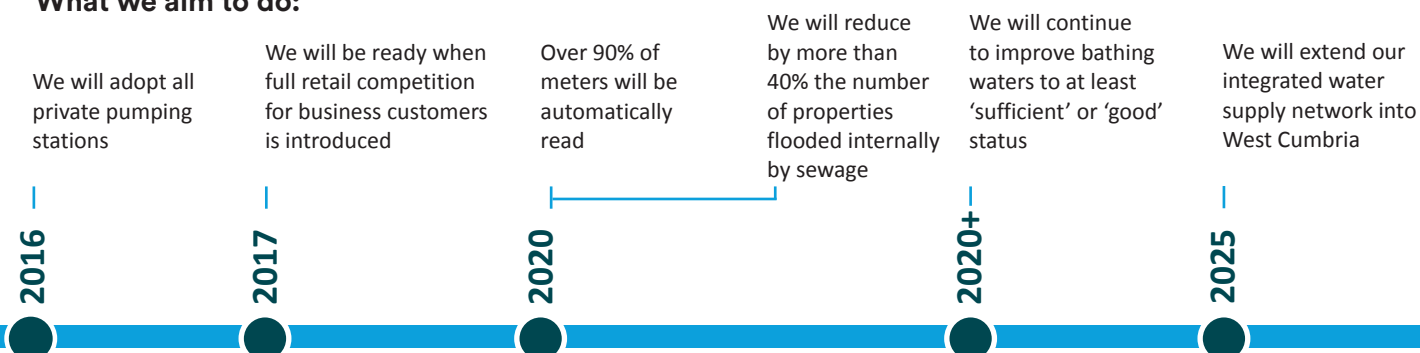 What we aim to do:
We will adopt all
private pumping
stations
We will be ready when
full retail competition
for business customers
is introduced
Over 90% of
meters will be
automatically
read
We will reduce
by more than
40% the number
of properties
flooded internally
by sewage
We will continue
to improve bathing
waters to at least
‘sufficient’ or ‘good’
status
We will extend our
integrated water
supply network into
West Cumbria
2016
2017
2020
2020+
2025